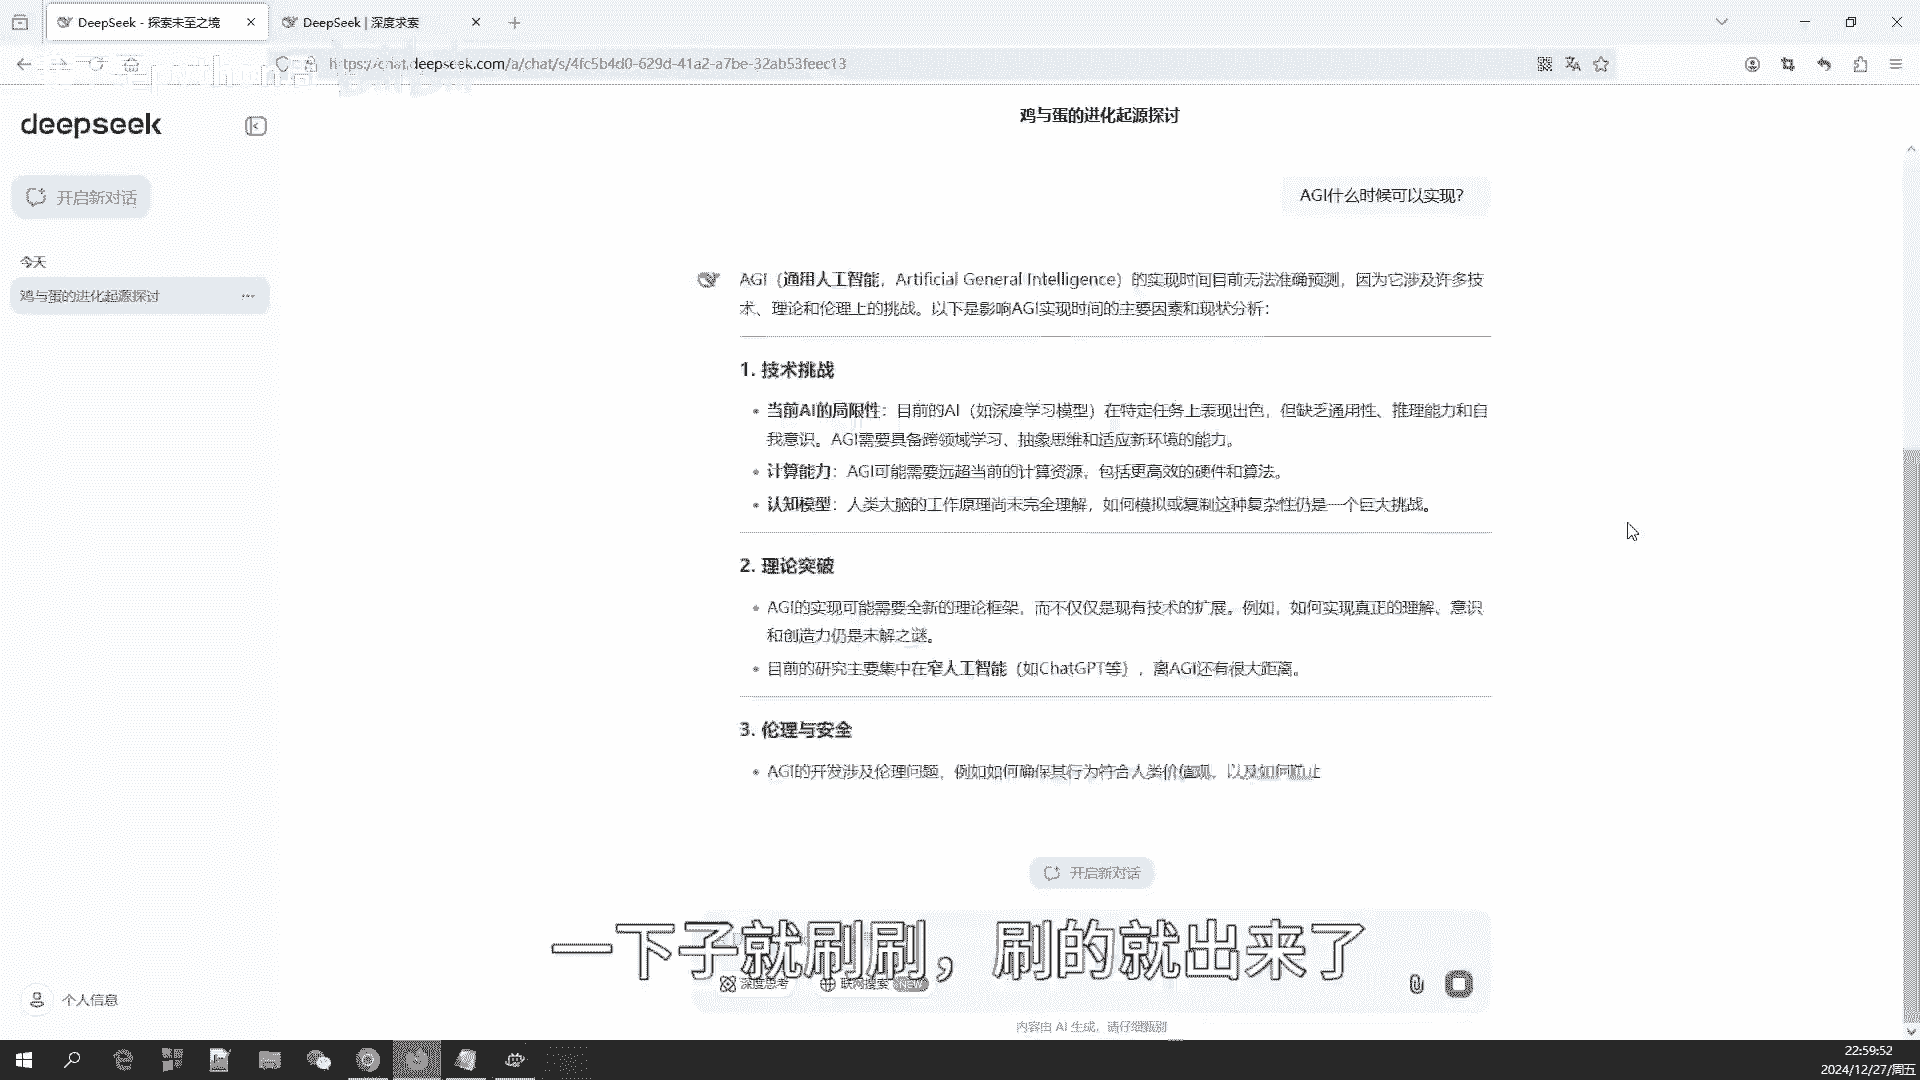 DeepSeek - 探索未至之境
DeepSeek | 深度求索
https://chat.deepseek.com/a/chat/s/4fc5b4d0-629d-41a2-a7be-32ab53feec13
deepseek
鸡与蛋的进化起源探讨
开启新对话
AGI什么时候可以实现?
今天
鸡与蛋的进化起源探讨
AGI（通用人工智能，Artificial General Intelligence）的实现时间目前无法准确预测，因为它涉及许多技
术、理论和伦理上的挑战。以下是影响AGI实现时间的主要因素和现状分析：
1. 技术挑战
• 当前AI的局限性：目前的AI（如深度学习模型）在特定任务上表现出色，但缺乏通用性、推理能力和自
我意识。AGI需要具备跨领域学习、抽象思维和适应新环境的能力。
• 计算能力：AGI可能需要远超当前的计算资源，包括更高效的硬件和算法。
• 认知模型：人类大脑的工作原理尚未完全理解，如何模拟或复制这种复杂性仍是一个巨大挑战。
2. 理论突破
• AGI的实现可能需要全新的理论框架，而不仅仅是现有技术的扩展。例如，如何实现真正的理解、意识
和创造力仍是未解之谜。
• 目前的研究主要集中在窄人工智能（如ChatGPT等），离AGI还有很大距离。
3. 伦理与安全
• AGI的开发涉及伦理问题，例如如何确保其行为符合人类价值观，以及如何防止
开启新对话
一下子就刷刷，刷的就出来了
深度思考
联网搜索 NEW
个人信息
内容由 AI 生成，请仔细甄别
22:59:52
2024/12/27/周五